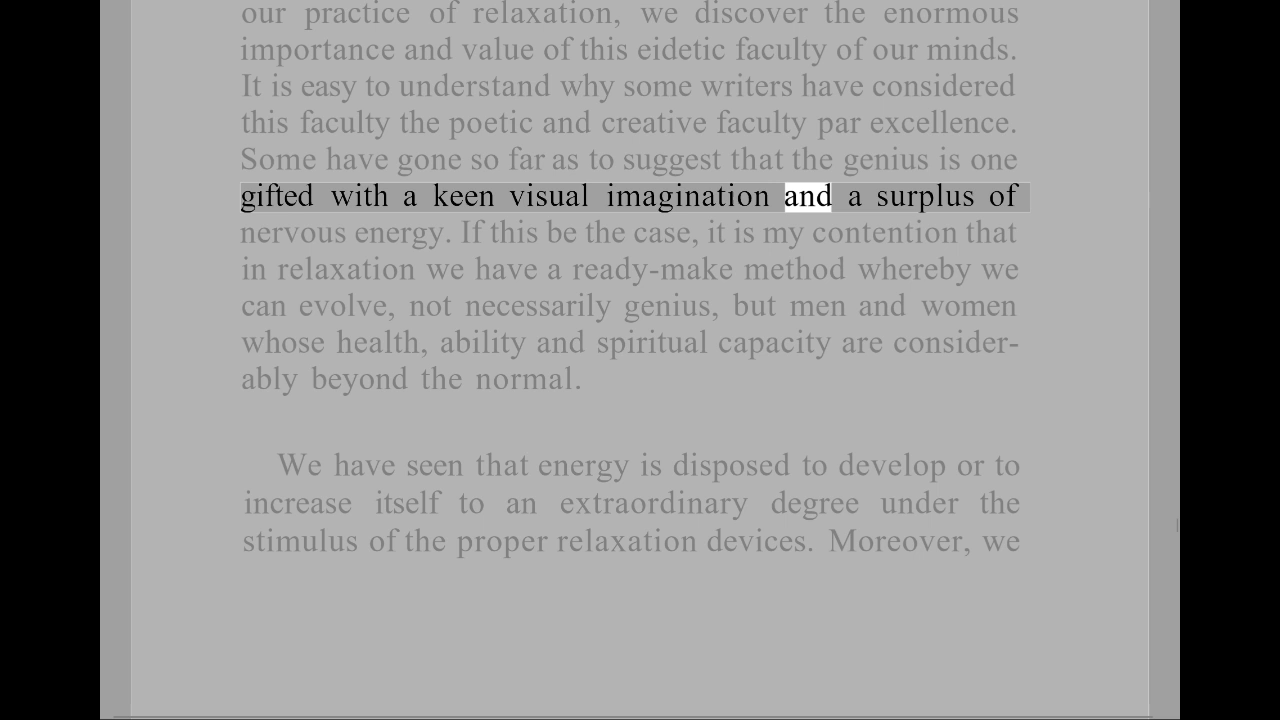 our practice of relaxation, we discover the enormous
importance and value of this eidetic faculty of our minds.
It is easy to understand why some writers have considered
this faculty the poetic and creative faculty par excellence.
Some have gone so far as to suggest that the genius is one
gifted with a keen visual imagination and a surplus of
nervous energy. If this be the case, it is my contention that
in relaxation we have a ready-make method whereby we
can evolve, not necessarily genius, but men and women
whose health, ability and spiritual capacity are consider-
ably beyond the normal.
We have seen that energy is disposed to develop or to
increase itself to an extraordinary degree under the
stimulus of the proper relaxation devices. Moreover, we